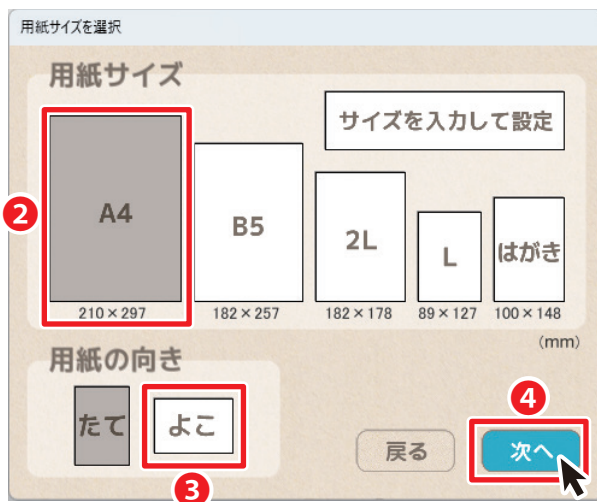 用紙サイズを選択
用紙サイズ
サイズを入力して設定
2
A4
B5
2L
L
はがき
210×297
182×257
182×178
89×127
100×148
(mm)
用紙の向き
たて
よこ
3
戻る
4
次へ